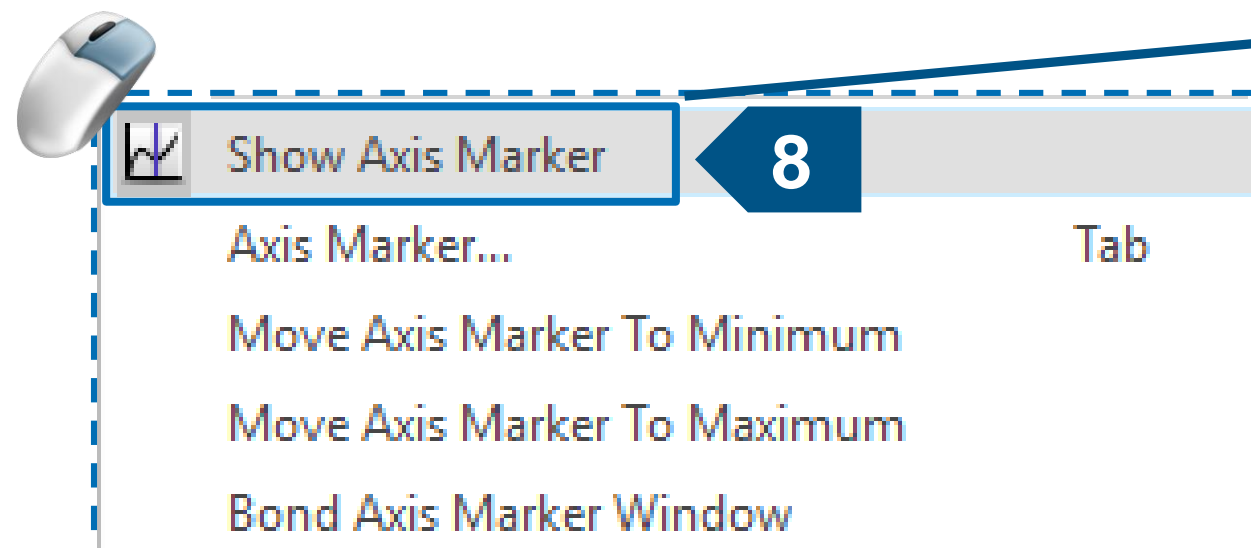 Show Axis Marker 8
Axis Marker... Tab
Move Axis Marker To Minimum
Move Axis Marker To Maximum
Bond Axis Marker Window